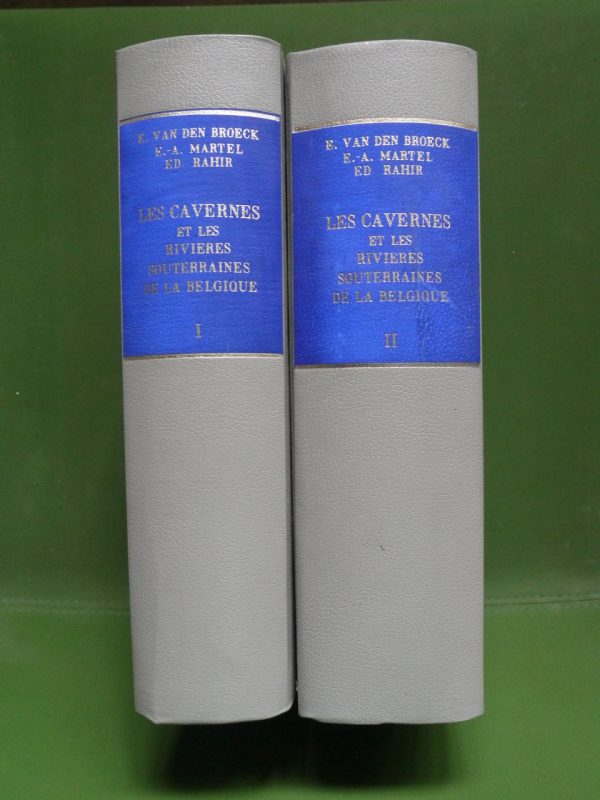 E. VAN DEN BROECK
E.-A. MARTEL
ED RAHIR
LES CAVERNES
ET LES
RIVIERES
SOUTERRAINES
DE LA BELGIQUE
I
E. VAN DEN BROECK
E.-A. MARTEL
ED RAHIR
LES CAVERNES
ET LES
RIVIERES
SOUTERRAINES
DE LA BELGIQUE
II